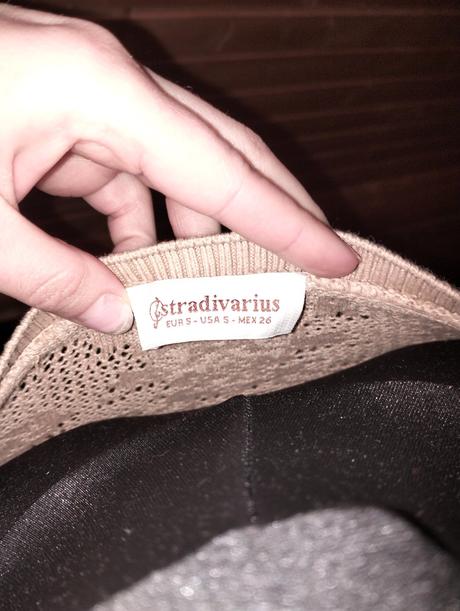 stradivarius
EUR S - USA S - MEX 26